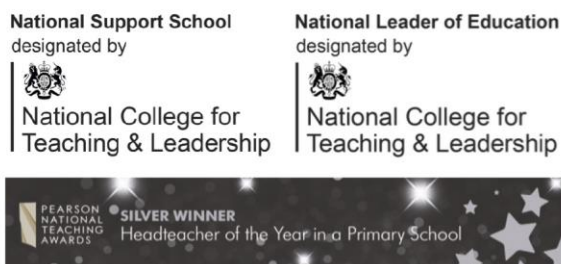 National Support School
designated by
National College for
Teaching & Leadership
National Leader of Education
designated by
National College for
Teaching & Leadership
PEARSON
NATIONAL
TEACHING
AWARDS
SILVER WINNER
Headteacher of the Year in a Primary School